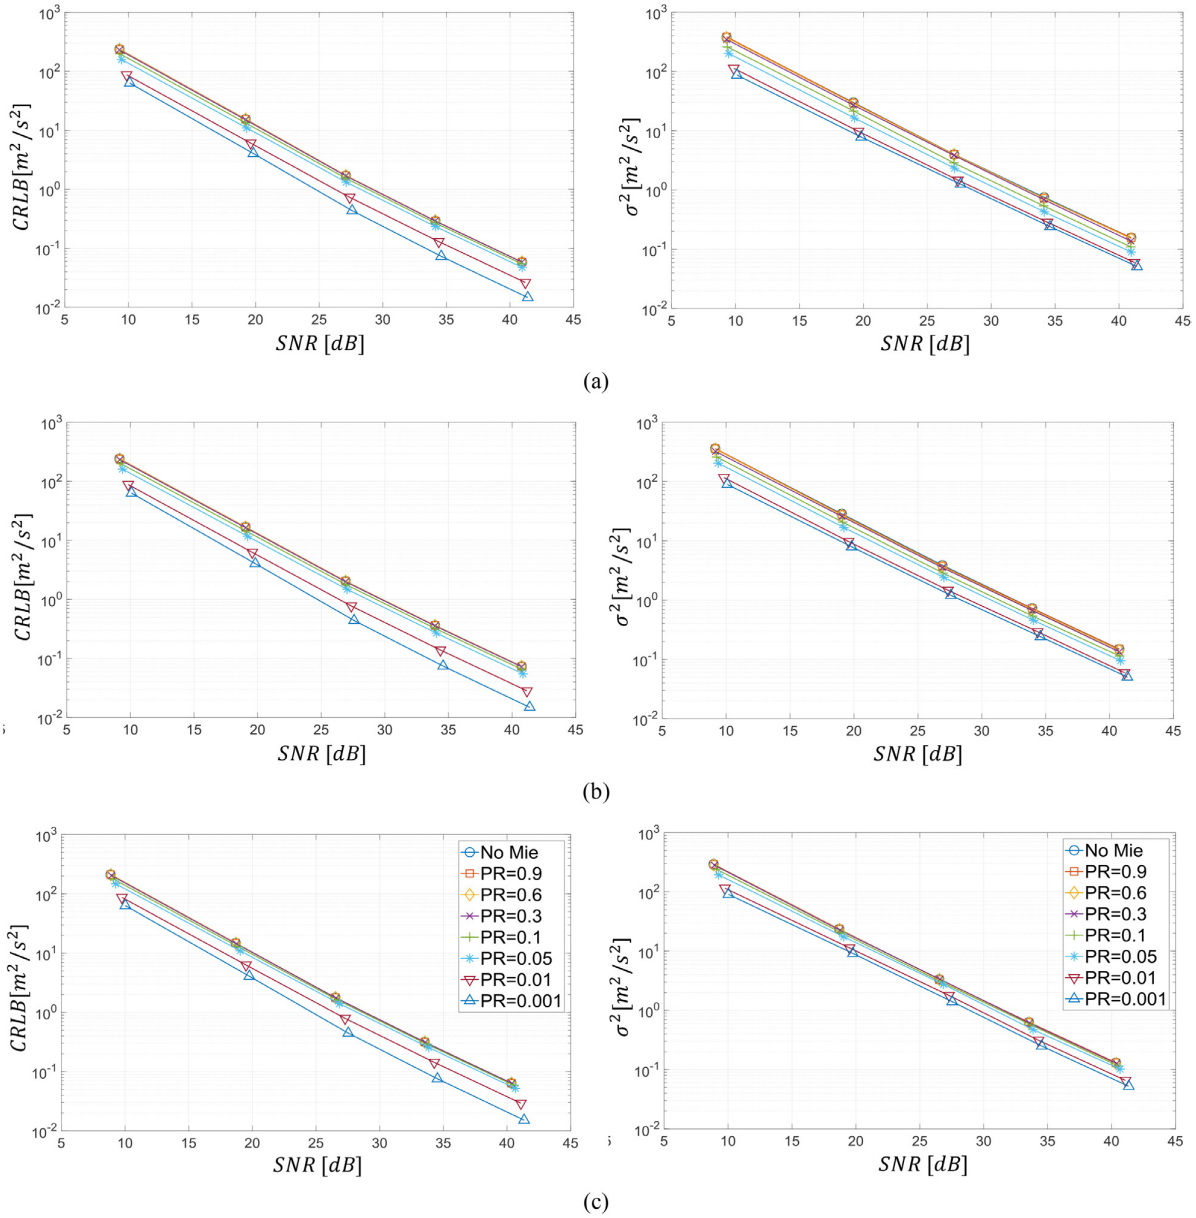 10^3
10^2
10^1
10^0
10^-1
10^-2
CRLB[m^2/s^2]
5 10 15 20 25 30 35 40 45
SNR [dB]
10^3
10^2
10^1
10^0
10^-1
10^-2
σ^2[m^2/s^2]
5 10 15 20 25 30 35 40 45
SNR [dB]
(a)
10^3
10^2
10^1
10^0
10^-1
10^-2
CRLB[m^2/s^2]
5 10 15 20 25 30 35 40 45
SNR [dB]
10^3
10^2
10^1
10^0
10^-1
10^-2
σ^2[m^2/s^2]
5 10 15 20 25 30 35 40 45
SNR [dB]
(b)
10^3
10^2
10^1
10^0
10^-1
10^-2
CRLB[m^2/s^2]
5 10 15 20 25 30 35 40 45
SNR [dB]
No Mie
PR=0.9
PR=0.6
PR=0.3
PR=0.1
PR=0.05
PR=0.01
PR=0.001
10^3
10^2
10^1
10^0
10^-1
10^-2
σ^2[m^2/s^2]
10 15 20 25 30 35 40 45
SNR [dB]
No Mie
PR=0.9
PR=0.6
PR=0.3
PR=0.1
PR=0.05
PR=0.01
PR=0.001
(c)